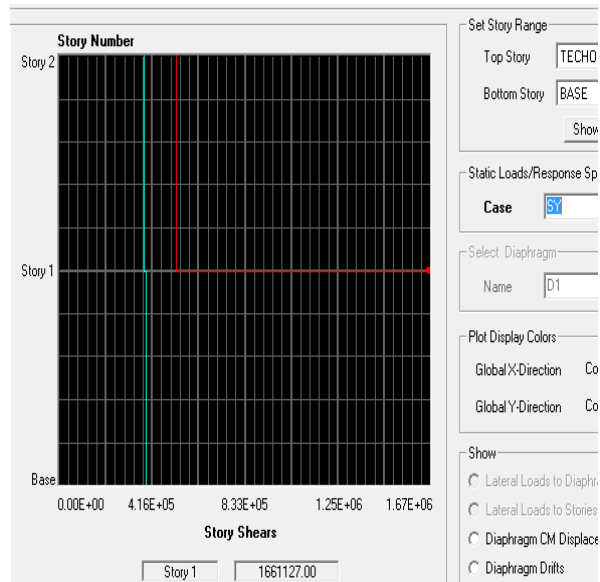 Story Number
Story 2
Story 1
Base
0.00E+00 4.16E+05 8.33E+05 1.25E+06 1.67E+06
Story Shears
Story 1 1661127.00
Set Story Range
Top Story TECHO
Bottom Story BASE
Show
Static Loads/Response Sp
Case SY
Select Diaphragm
Name D1
Plot Display Colors
Global X-Direction Co
Global Y-Direction Co
Show
Lateral Loads to Diaphra
Lateral Loads to Stories
Diaphragm CM Displace
Diaphragm Drifts